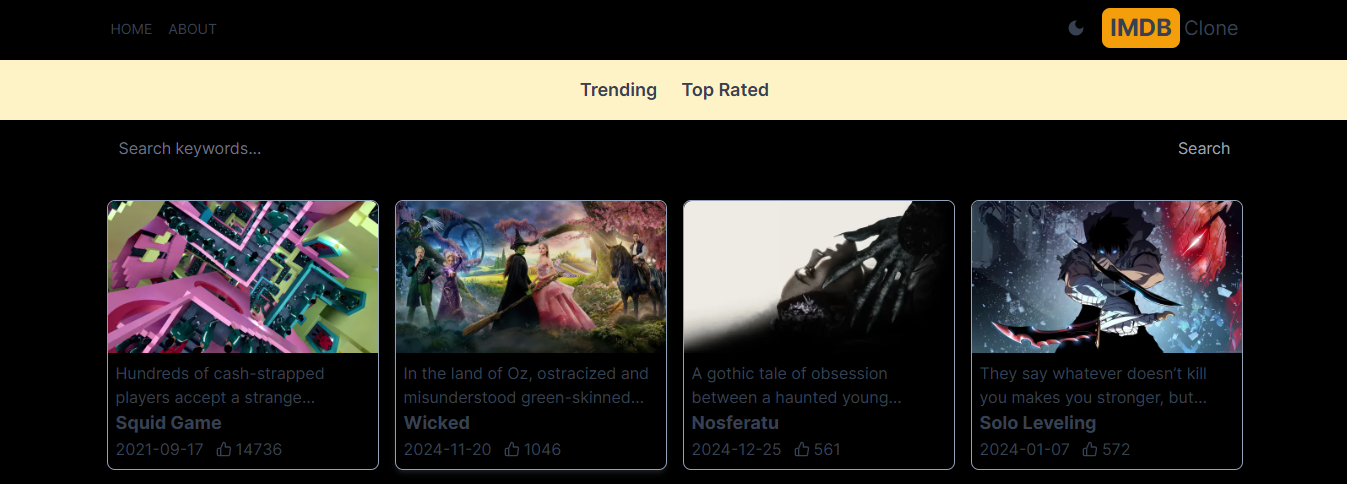 HOME ABOUT IMDB Clone
Trending Top Rated
Search keywords... Search
Hundreds of cash-strapped
players accept a strange...
Squid Game
2021-09-17 14736
In the land of Oz, ostracized and
misunderstood green-skinned...
Wicked
2024-11-20 1046
A gothic tale of obsession
between a haunted young...
Nosferatu
2024-12-25 561
They say whatever doesn’t kill
you makes you stronger, but...
Solo Leveling
2024-01-07 572